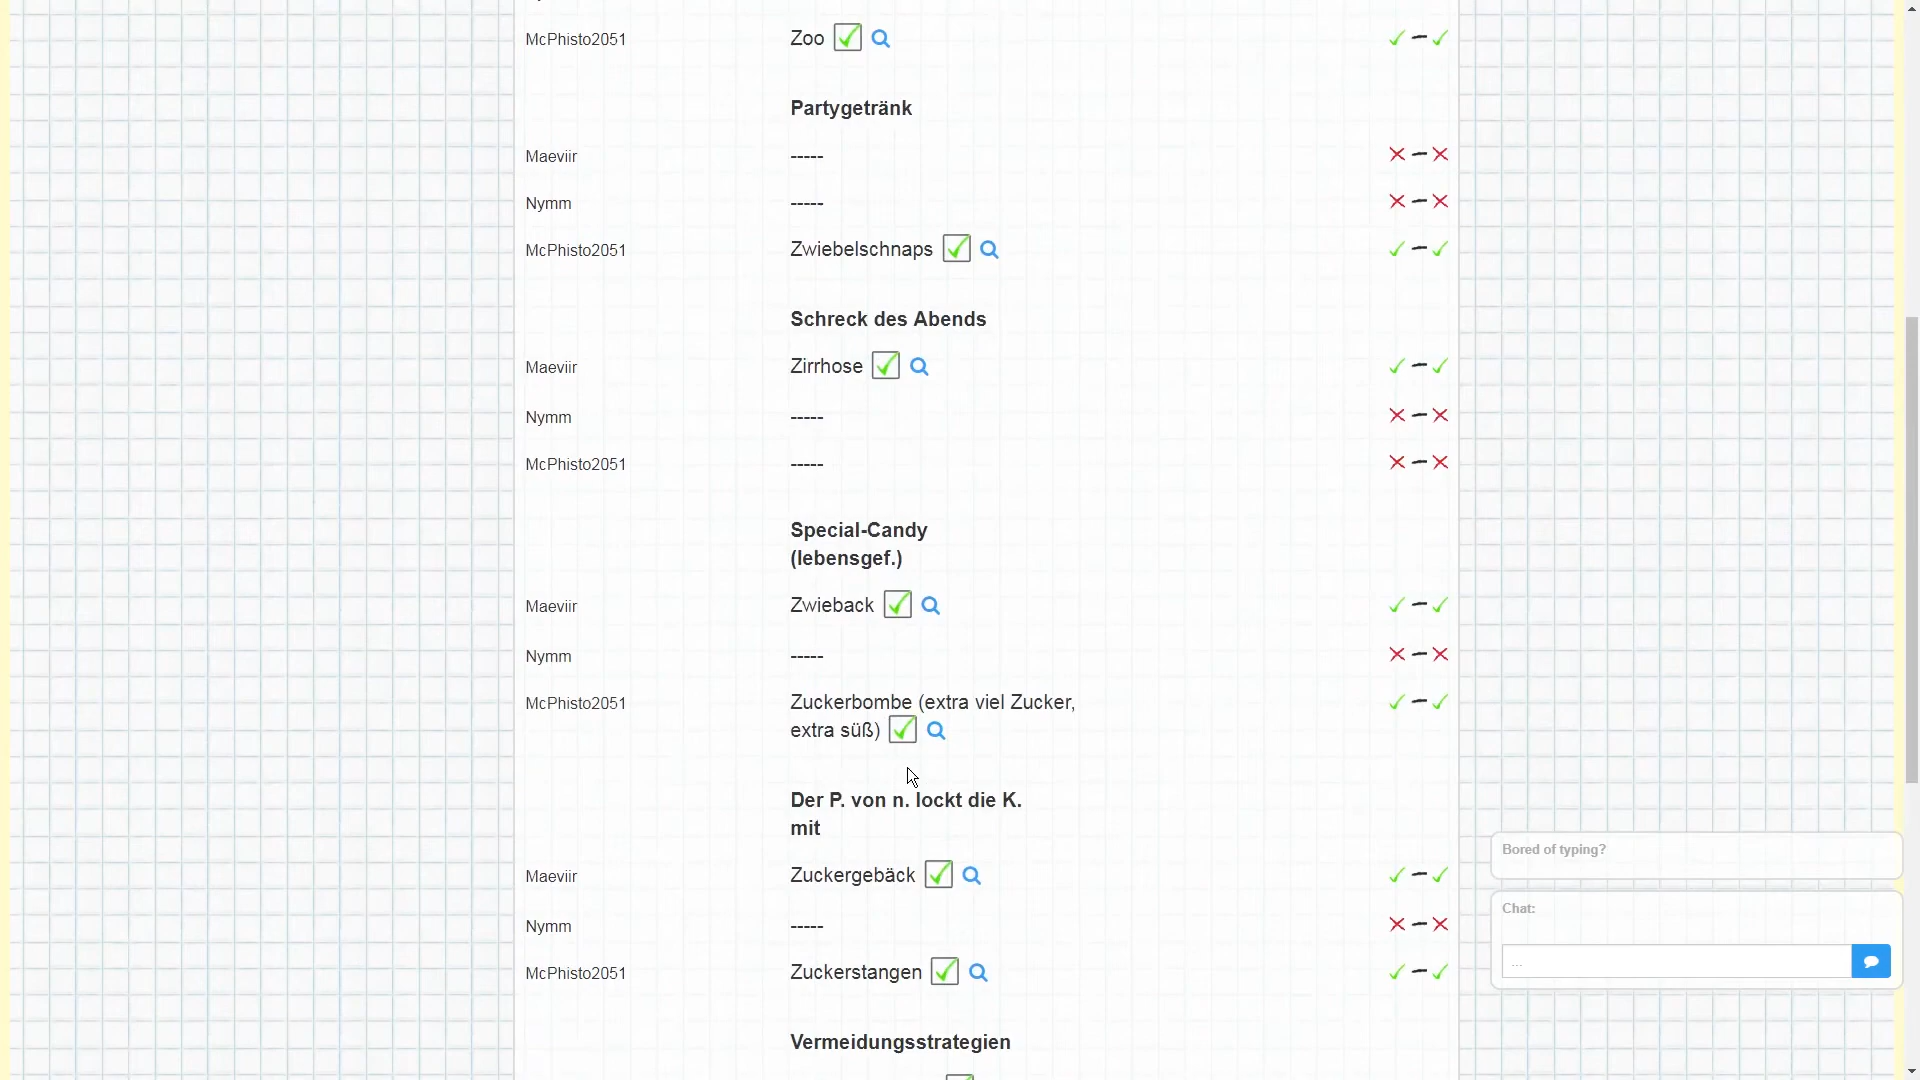 McPhisto2051 Zoo
Partygetränk
Maeviir -----
Nymm -----
McPhisto2051 Zwiebelschnaps
Schreck des Abends
Maeviir Zirrhose
Nymm -----
McPhisto2051 -----
Special-Candy
(lebensgef.)
Maeviir Zwieback
Nymm -----
McPhisto2051 Zuckerbombe (extra viel Zucker,
extra süß)
Der P. von n. lockt die K.
mit
Maeviir Zuckergebäck
Nymm -----
McPhisto2051 Zuckerstangen
Vermeidungsstrategien
Bored of typing?
Chat:
...